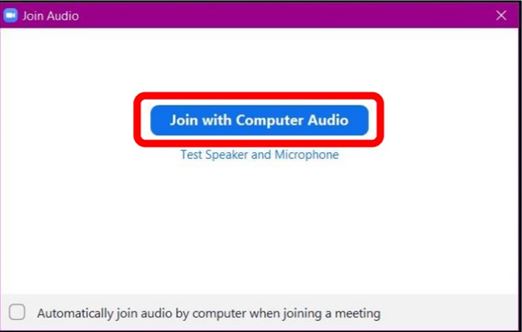 Join Audio
Join with Computer Audio
Test Speaker and Microphone
Automatically join audio by computer when joining a meeting